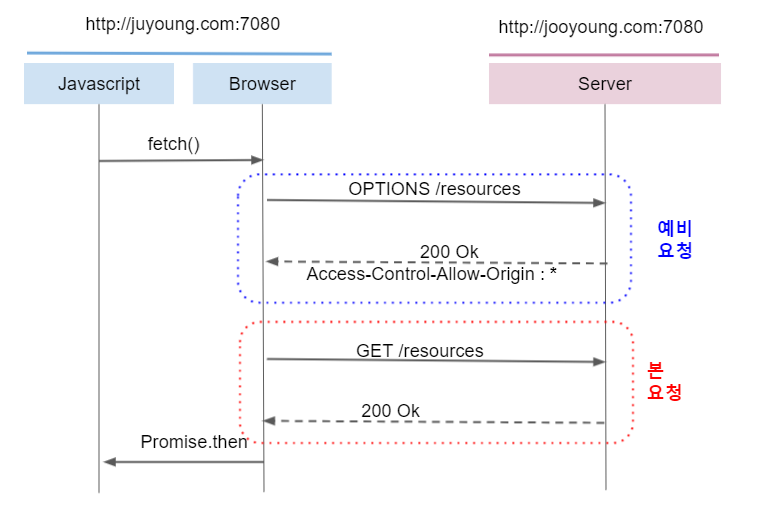 http://juyoung.com:7080
http://jooyoung.com:7080
Javascript
Browser
Server
fetch()
OPTIONS /resources
예비
요청
200 Ok
Access-Control-Allow-Origin : *
GET /resources
본
요청
200 Ok
Promise.then